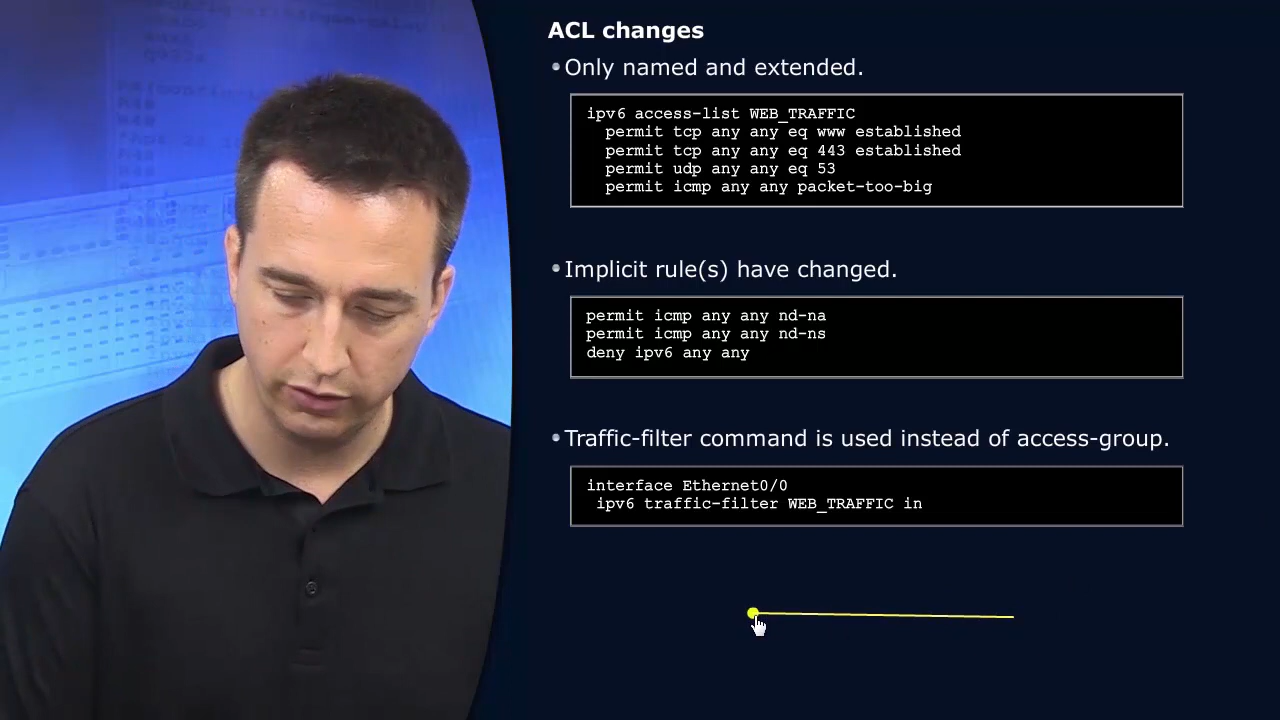 ACL changes
Only named and extended.
ipv6 access-list WEB_TRAFFIC
permit tcp any any eq www established
permit tcp any any eq 443 established
permit udp any any eq 53
permit icmp any any packet-too-big
Implicit rule(s) have changed.
permit icmp any any nd-na
permit icmp any any nd-ns
deny ipv6 any any
Traffic-filter command is used instead of access-group.
interface Ethernet0/0
ipv6 traffic-filter WEB_TRAFFIC in